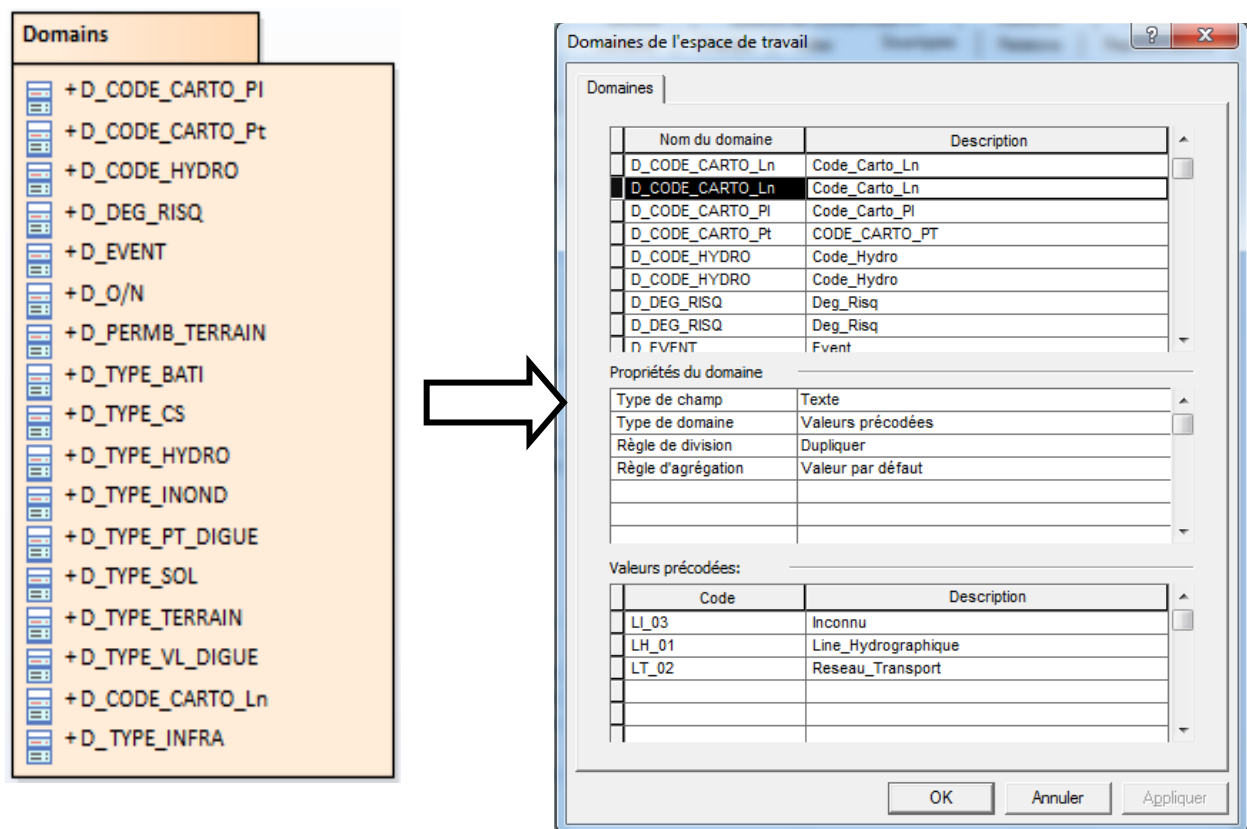 Domains
+D_CODE_CARTO_Pl
+D_CODE_CARTO_Pt
+D_CODE_HYDRO
+D_DEG_RISQ
+D_EVENT
+D_O/N
+D_PERMB_TERRAIN
+D_TYPE_BATI
+D_TYPE_CS
+D_TYPE_HYDRO
+D_TYPE_INOND
+D_TYPE_PT_DIGUE
+D_TYPE_SOL
+D_TYPE_TERRAIN
+D_TYPE_VL_DIGUE
+D_CODE_CARTO_Ln
+D_ TYPE_INFRA
Domaines de l'espace de travail ? X
Domaines
Nom du domaine Description
D_CODE_CARTO_Ln Code_Carto_Ln
D_CODE_CARTO_Ln Code_Carto_Ln
D_CODE_CARTO_Pl Code_Carto_Pl
D_CODE_CARTO_Pt CODE_CARTO_PT
D_CODE_HYDRO Code_Hydro
D_CODE_HYDRO Code_Hydro
D_DEG_RISQ Deg_Risq
D_DEG_RISQ Deg_Risq
D_EVENT Event
Propriétés du domaine
Type de champ Texte
Type de domaine Valeurs précodées
Règle de division Dupliquer
Règle d'agrégation Valeur par défaut
Valeurs précodées:
Code Description
LI_03 Inconnu
LH_01 Line_Hydrographique
LT_02 Reseau_Transport
OK Annuler Appliquer